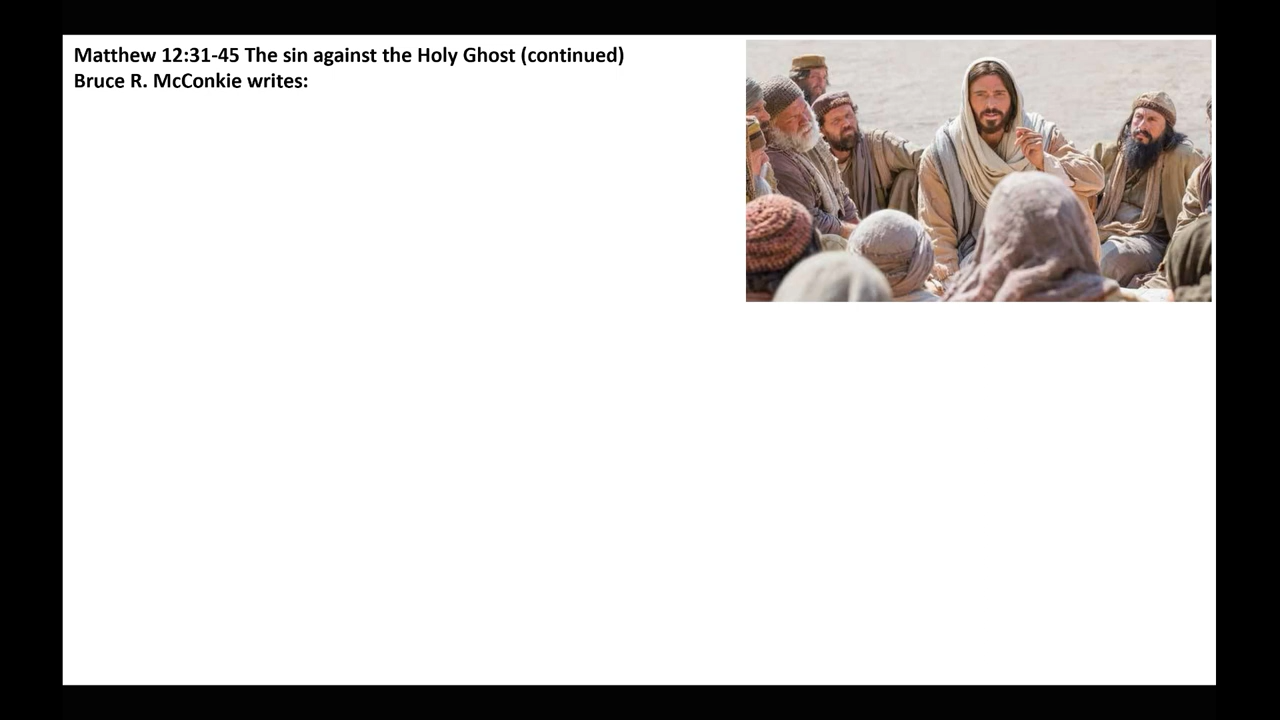 Matthew 12:31-45 The sin against the Holy Ghost (continued)
Bruce R. McConkie writes: